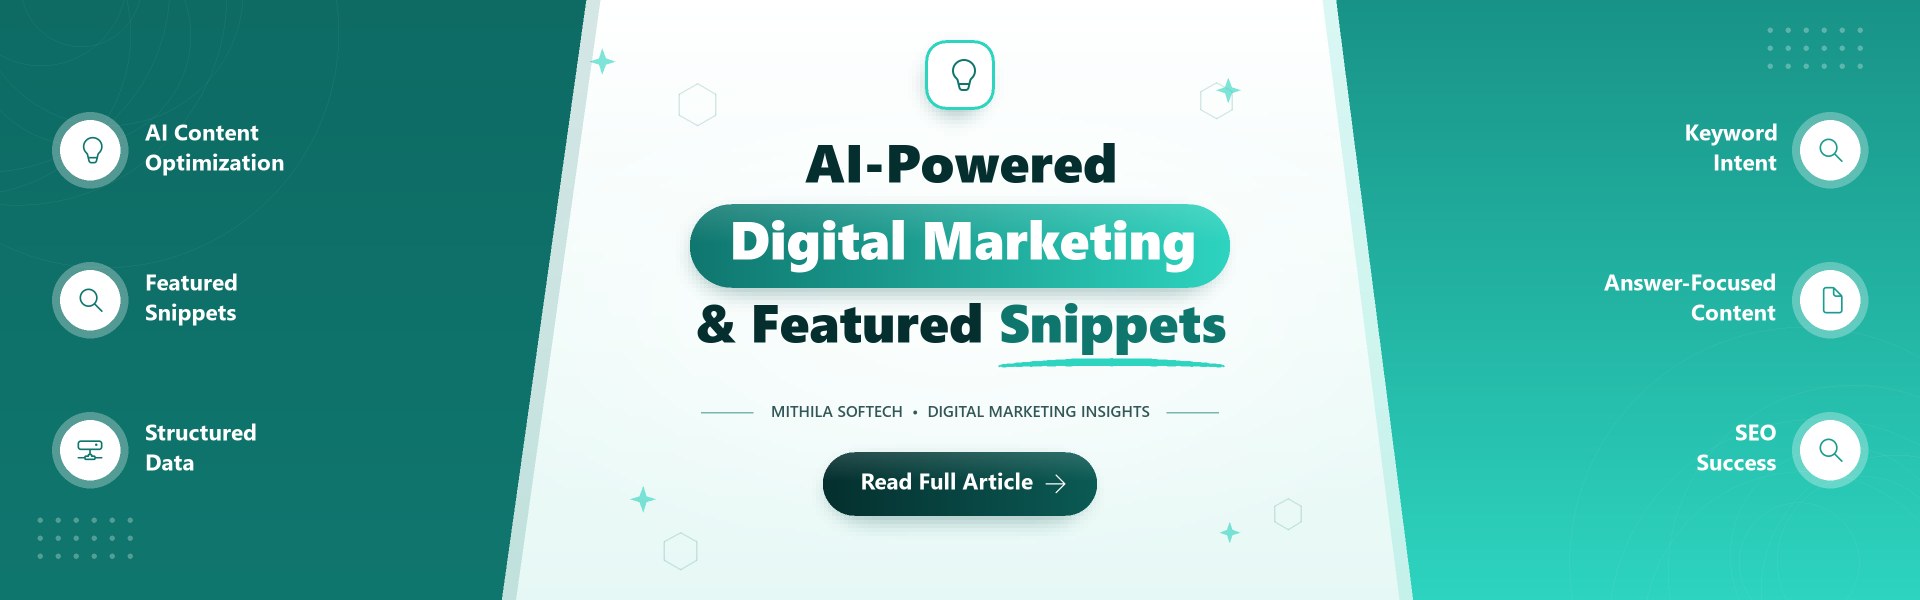 AI Content
Optimization
Featured
Snippets
Structured
Data
AI-Powered
Digital Marketing
& Featured Snippets
MITHILA SOFTECH • DIGITAL MARKETING INSIGHTS
Read Full Article →
Keyword
Intent
Answer-Focused
Content
SEO
Success